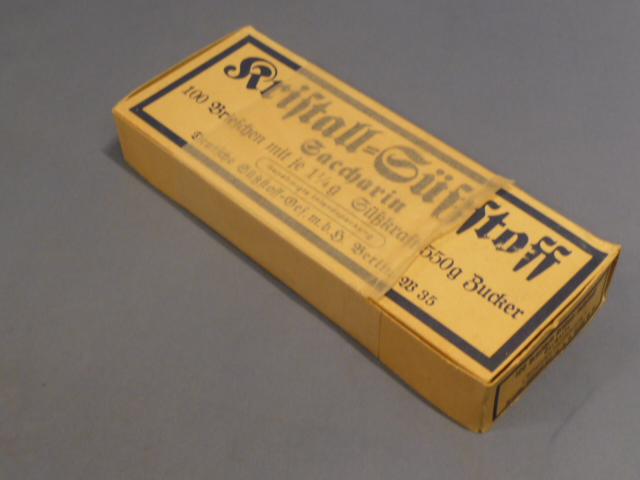 Kristall=Süßstoff
Saccharin
100 Briefchen mit je 1¼g Süßkraft 550g Zucker
Deutsche Süßstoff-Ges. m. b. H. Berlin W 35